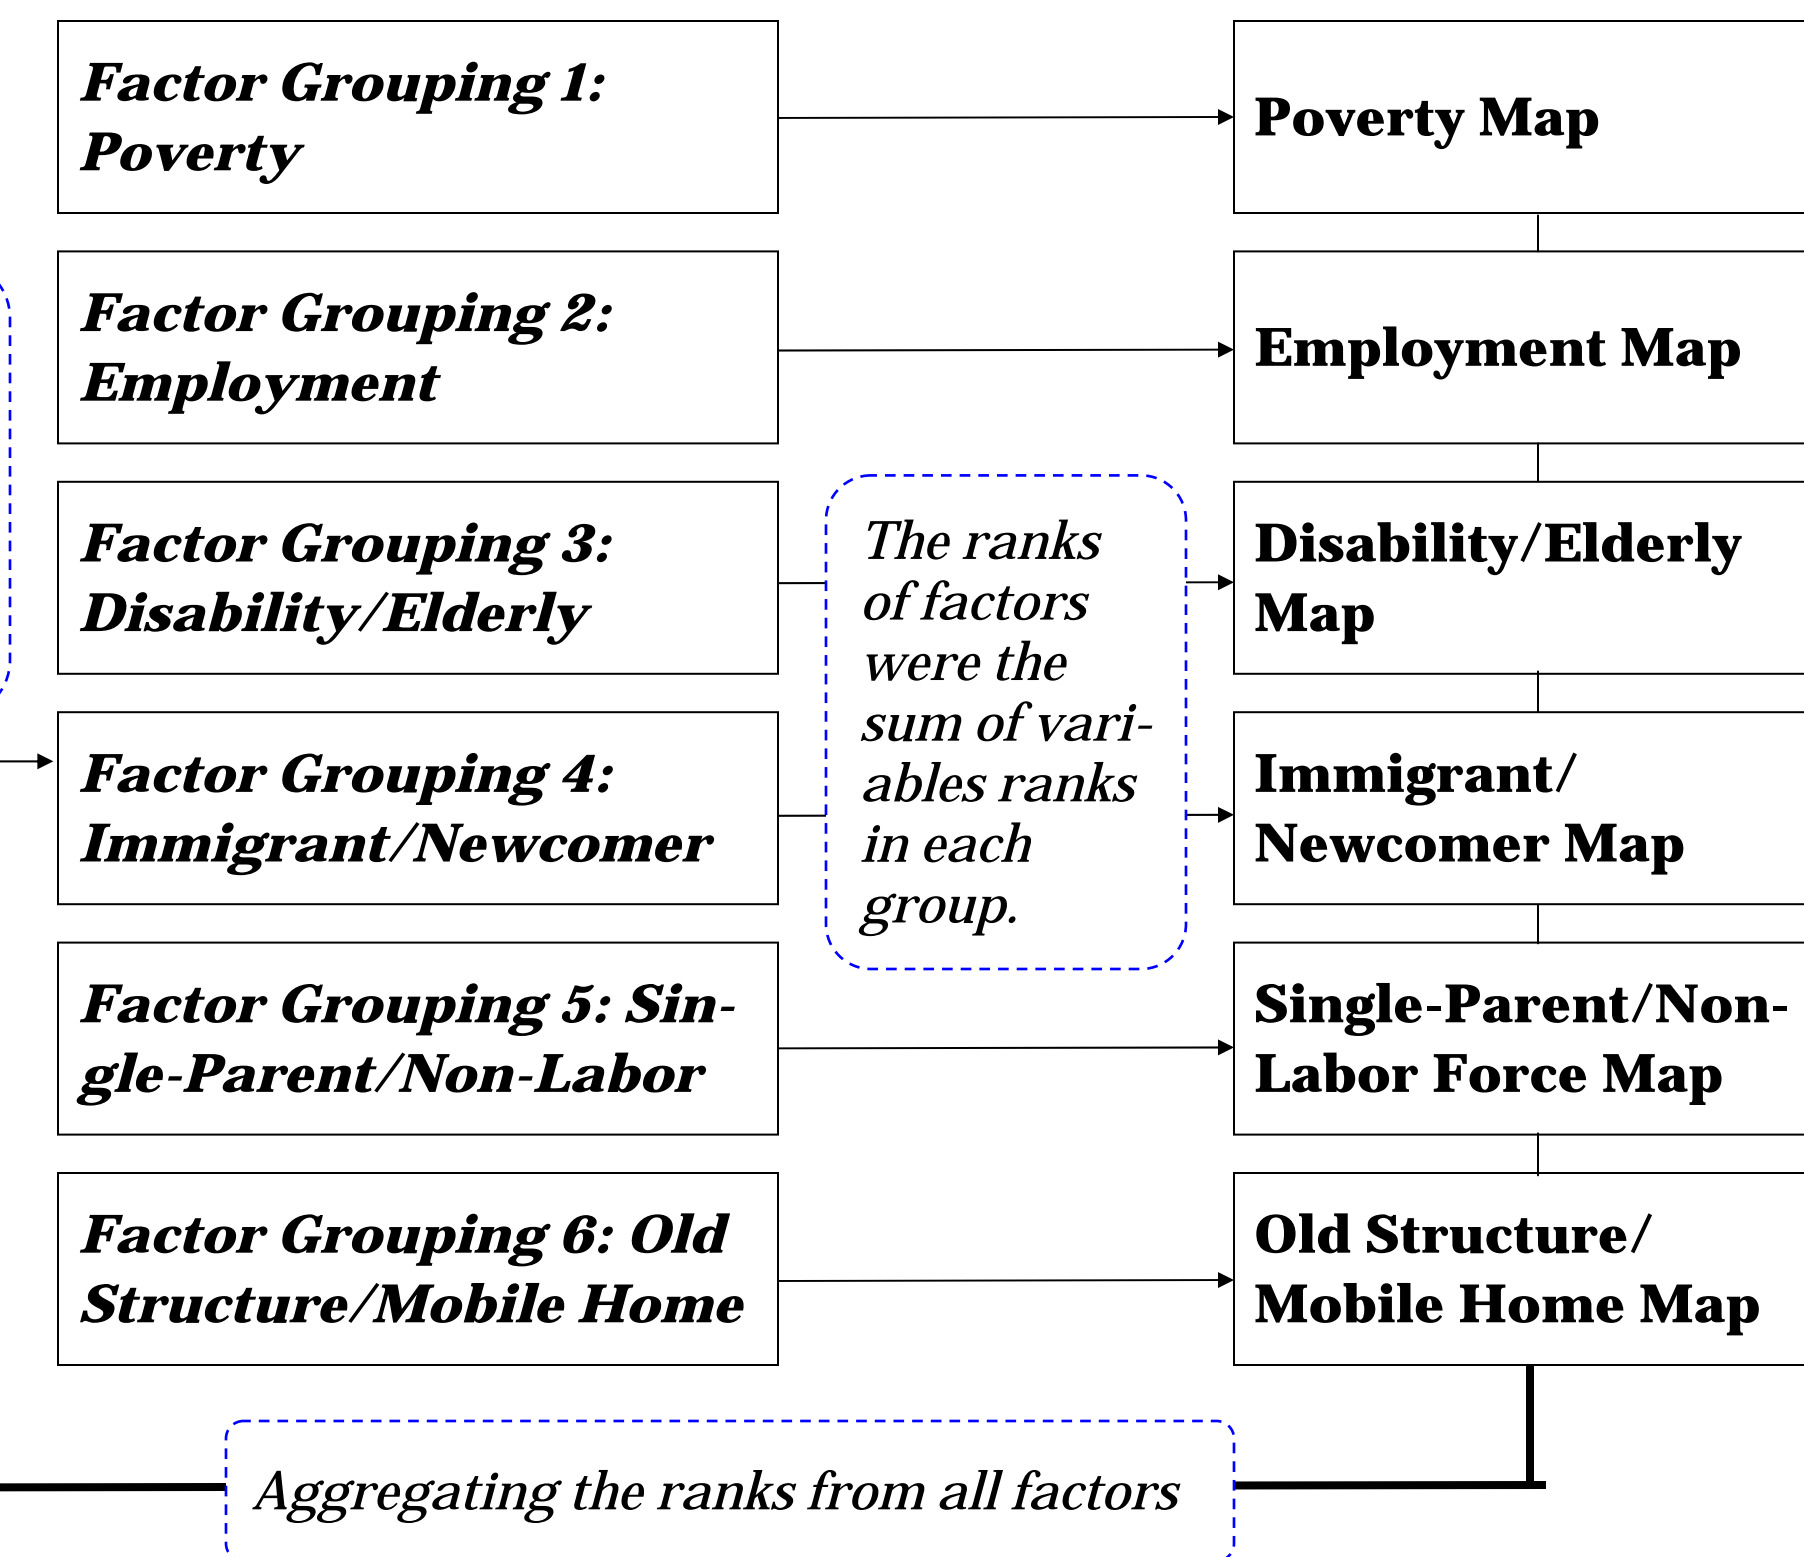 Factor Grouping 1:
Poverty
Poverty Map
Factor Grouping 2:
Employment
Employment Map
Factor Grouping 3:
Disability/Elderly
The ranks
of factors
were the
sum of vari-
ables ranks
in each
group.
Disability/Elderly
Map
Factor Grouping 4:
Immigrant/Newcomer
Immigrant/
Newcomer Map
Factor Grouping 5: Sin-
gle-Parent/Non-Labor
Single-Parent/Non-
Labor Force Map
Factor Grouping 6: Old
Structure/Mobile Home
Old Structure/
Mobile Home Map
Aggregating the ranks from all factors